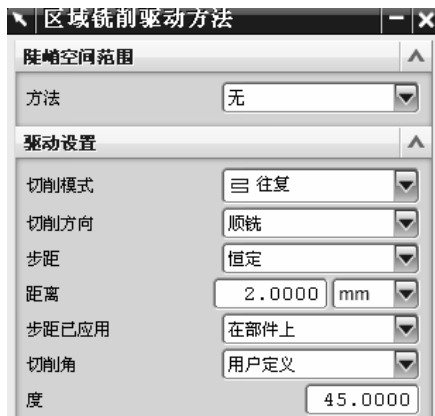 区域铣削驱动方法
陡峭空间范围
方法 无
驱动设置
切削模式 往复
切削方向 顺铣
步距 恒定
距离 2.0000 mm
步距已应用 在部件上
切削角 用户定义
度 45.0000